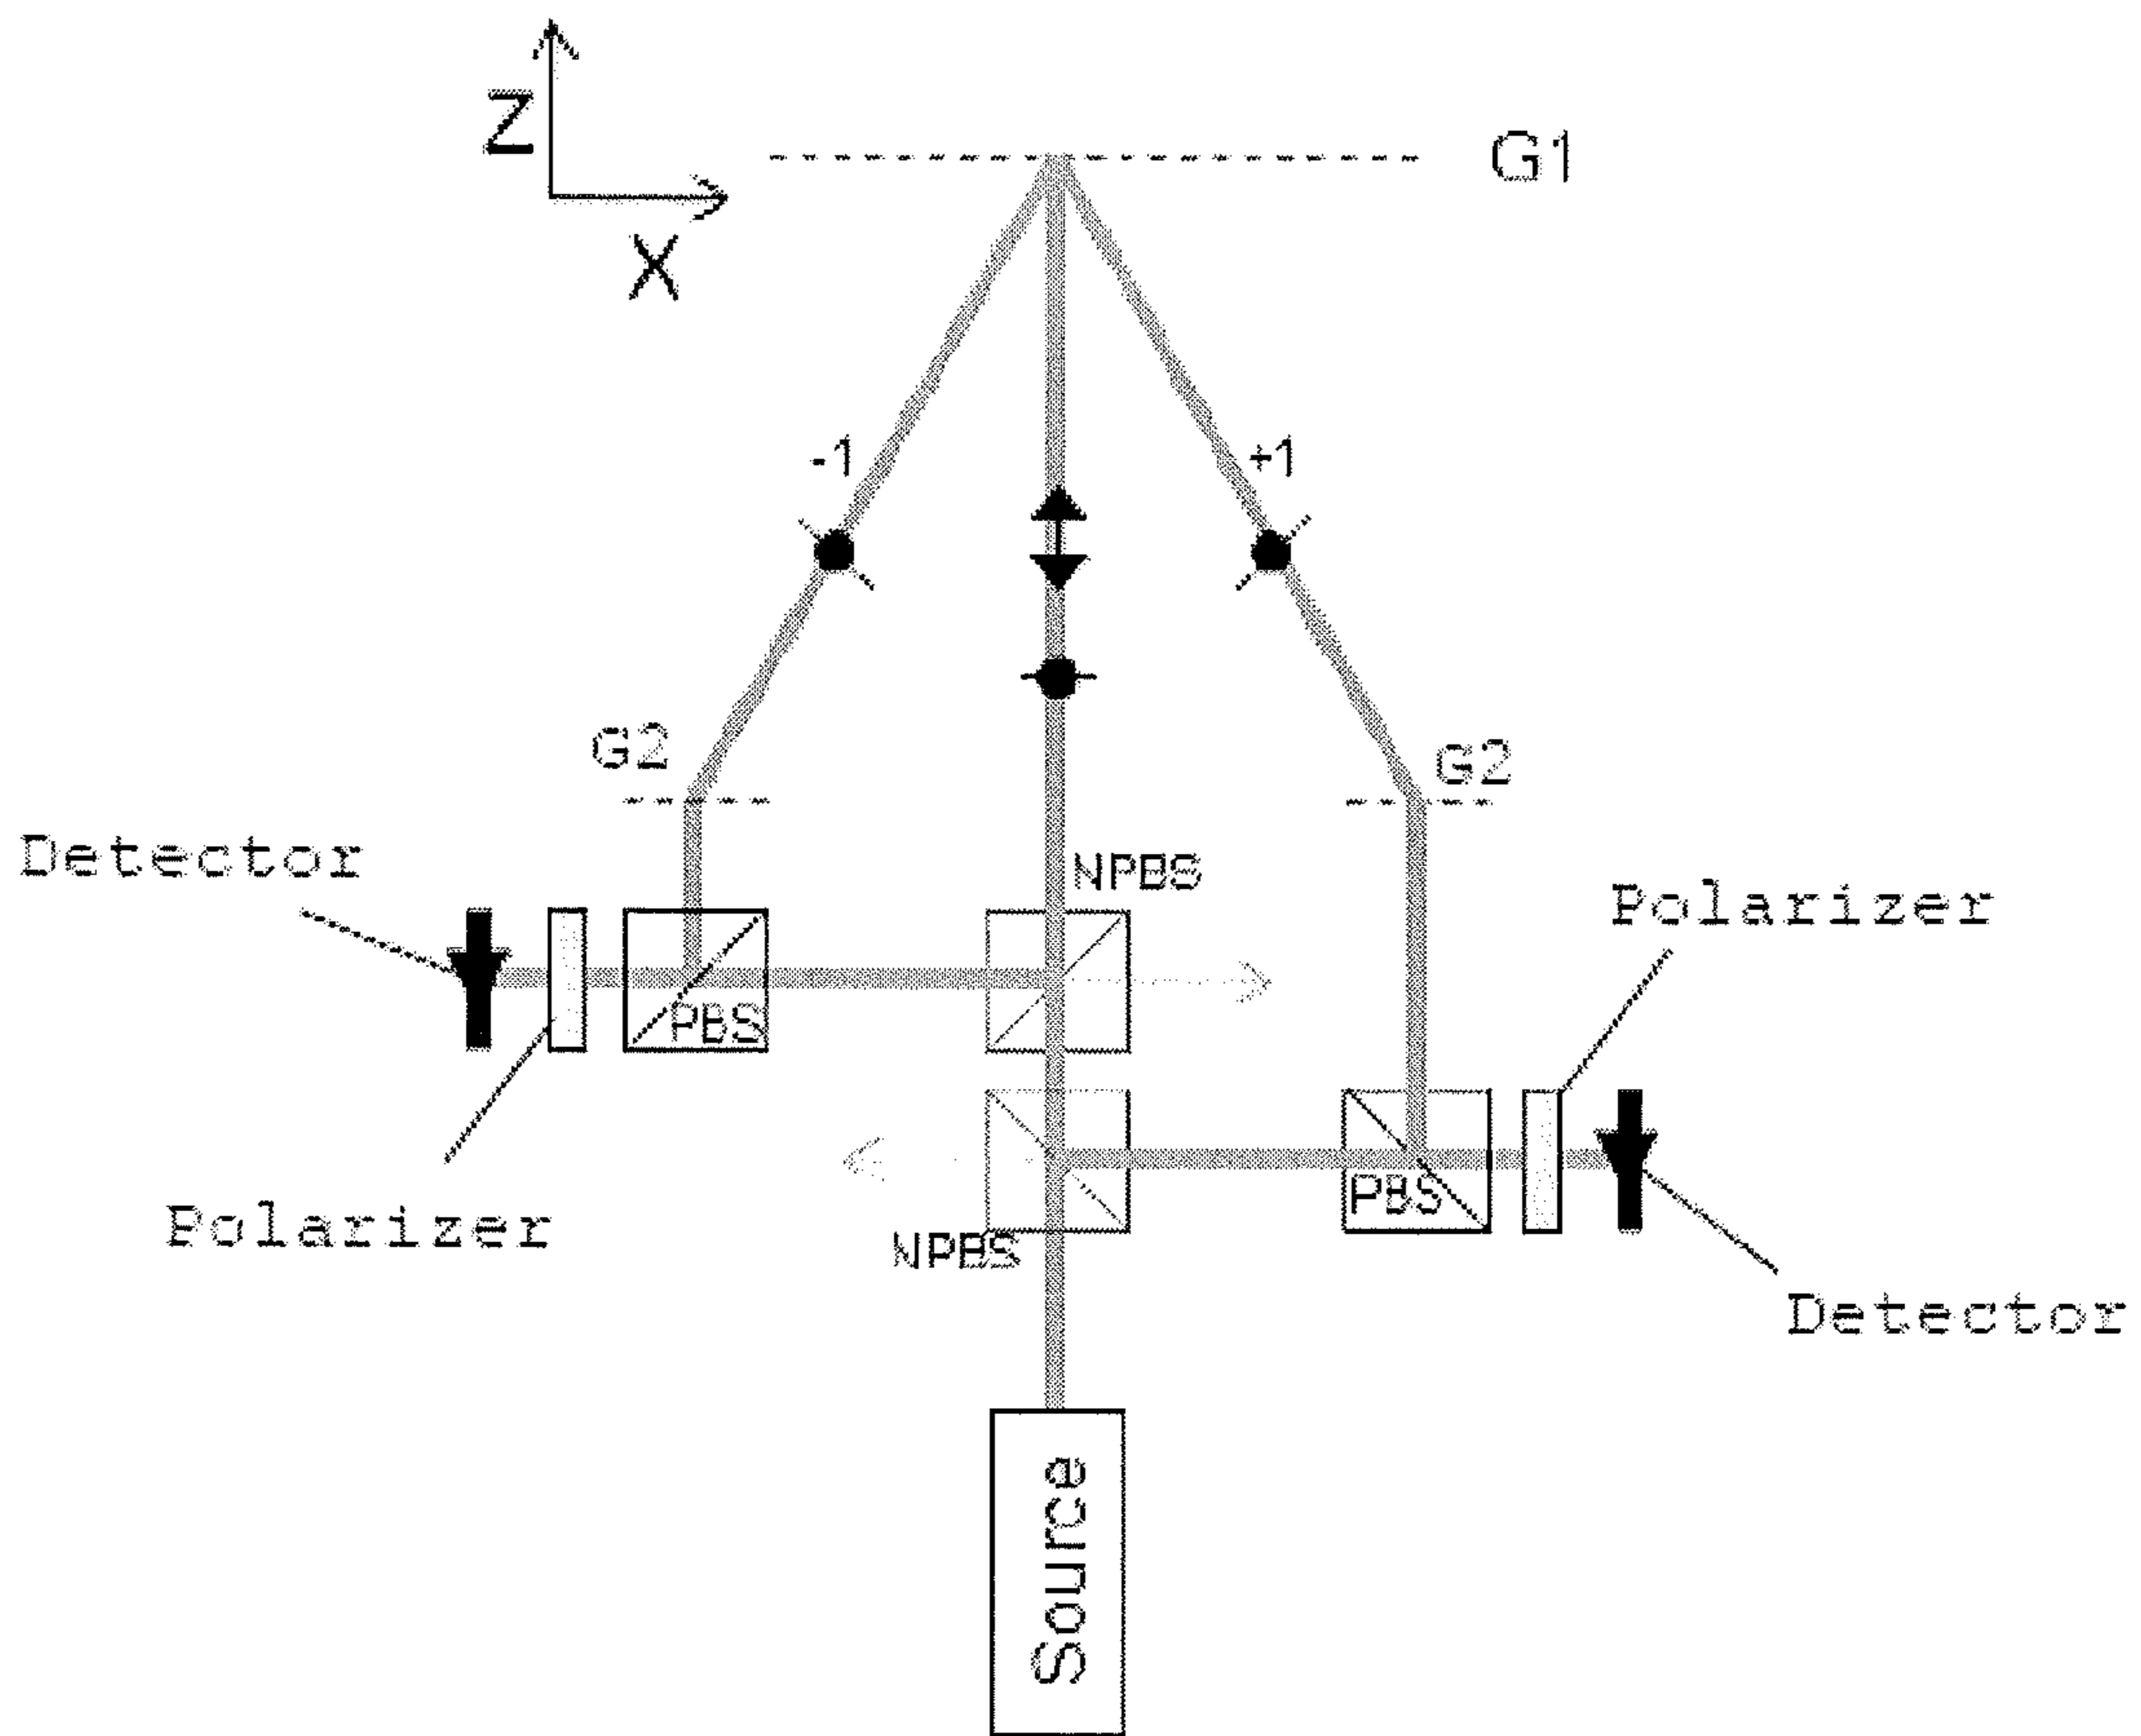 Z
G1
X
-1
+1
G2
G2
Detector
NPBS
Polarizer
PBS
PBS
Polarizer
NPBS
Detector
Source